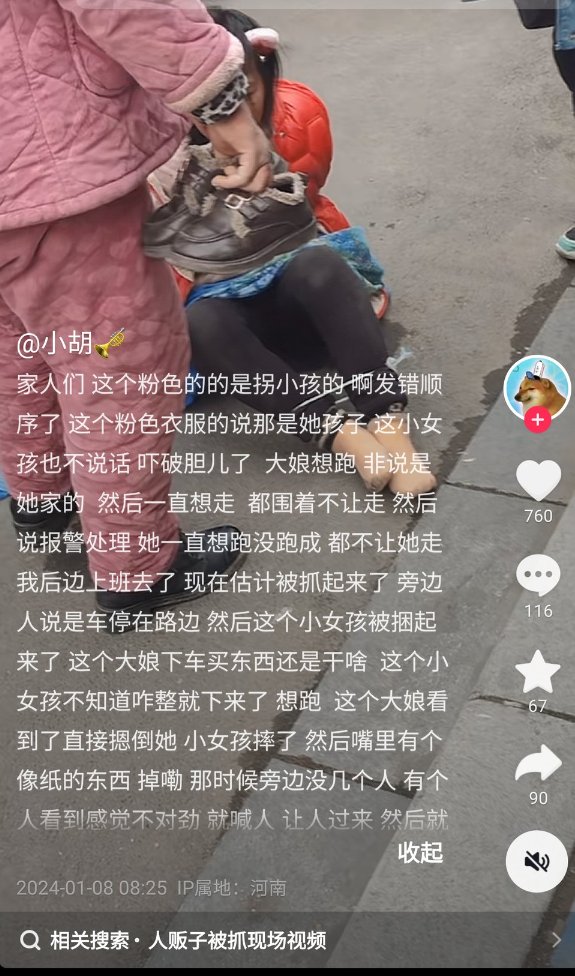 @小胡🎺
家人们 这个粉色的的是拐小孩的 啊发错顺
序了 这个粉色衣服的说那是她孩子 这小女
孩也不说话 吓破胆儿了  大娘想跑 非说是
她家的  然后一直想走  都围着不让走 然后
说报警处理 她一直想跑没跑成 都不让她走
我后边上班去了 现在估计被抓起来了 旁边
人说是车停在路边 然后这个小女孩被捆起
来了 这个大娘下车买东西还是干啥  这个小
女孩不知道咋整就下来了 想跑  这个大娘看
到了直接摁倒她 小女孩摔了 然后嘴里有个
像纸的东西 掉嘞 那时候旁边没几个人 有个
人看到感觉不对劲 就喊人 让人过来 然后就
收起
2024-01-08 08:25 IP属地：河南
760
116
67
90
相关搜索 · 人贩子被抓现场视频